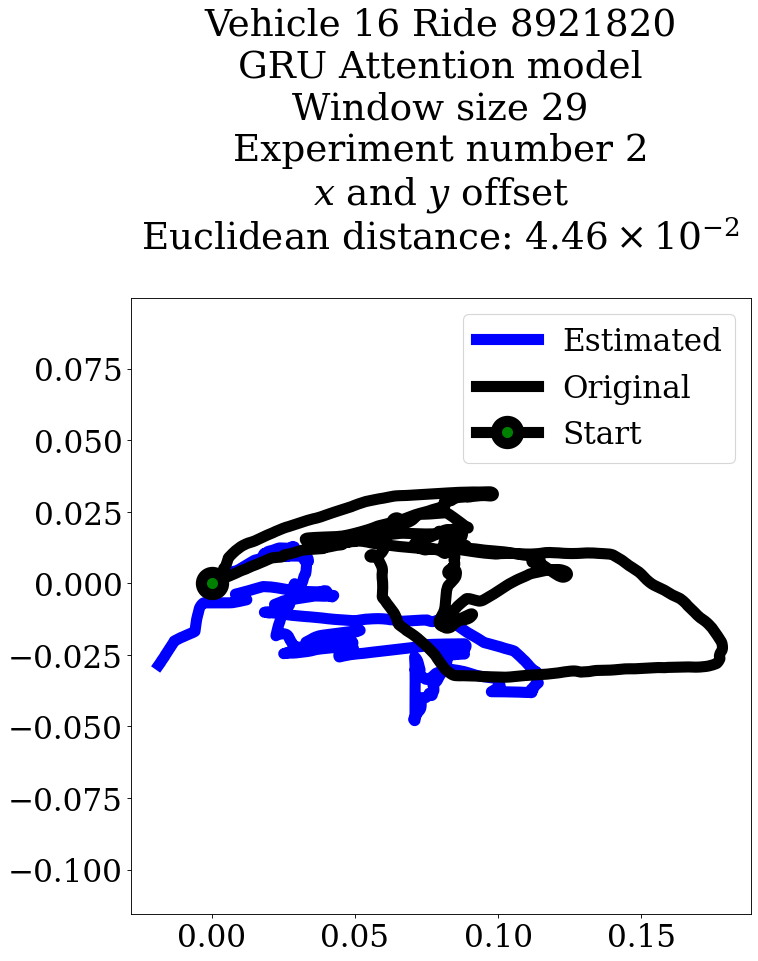 Vehicle 16 Ride 8921820
GRU Attention model
Window size 29
Experiment number 2
x and y offset
Euclidean distance: 4.46 × 10⁻²
Estimated
Original
Start
0.075
0.050
0.025
0.000
−0.025
−0.050
−0.075
−0.100
0.00 0.05 0.10 0.15